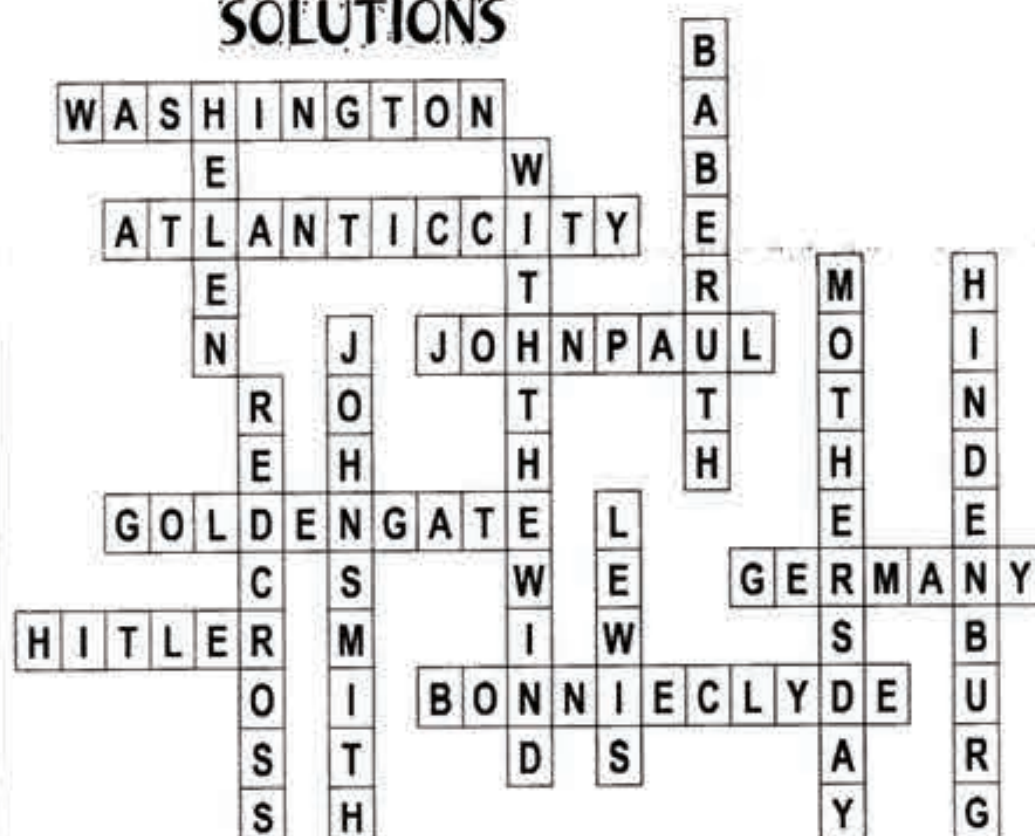 SOLUTIONS
BABERUTH
WASHINGTON
HELEN
WITHTHEWIND
ATLANTICCITY
MOTHERSDAY
HINDENBURG
JOHNSMITH
JOHNPAUL
REDCROSS
GOLDENGATE
LEWIS
GERMANY
HITLER
BONNIECLYDE